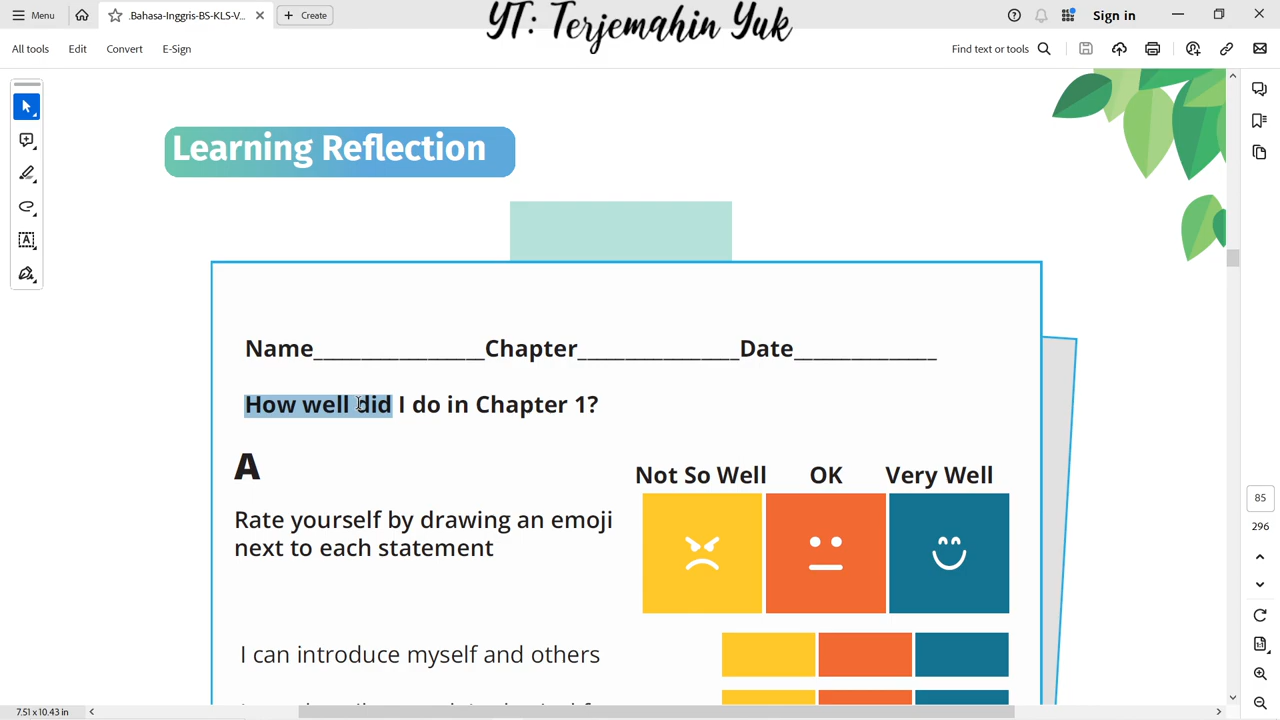 Menu
.Bahasa-Inggris-BS-KLS-V...
Create
YT: Terjemahin Yuk
Sign in
All tools
Edit
Convert
E-Sign
Find text or tools
Learning Reflection
Name_________________Chapter________________Date______________
How well did I do in Chapter 1?
A
Not So Well
OK
Very Well
Rate yourself by drawing an emoji
next to each statement
I can introduce myself and others
85
296
7.51 x 10.43 in